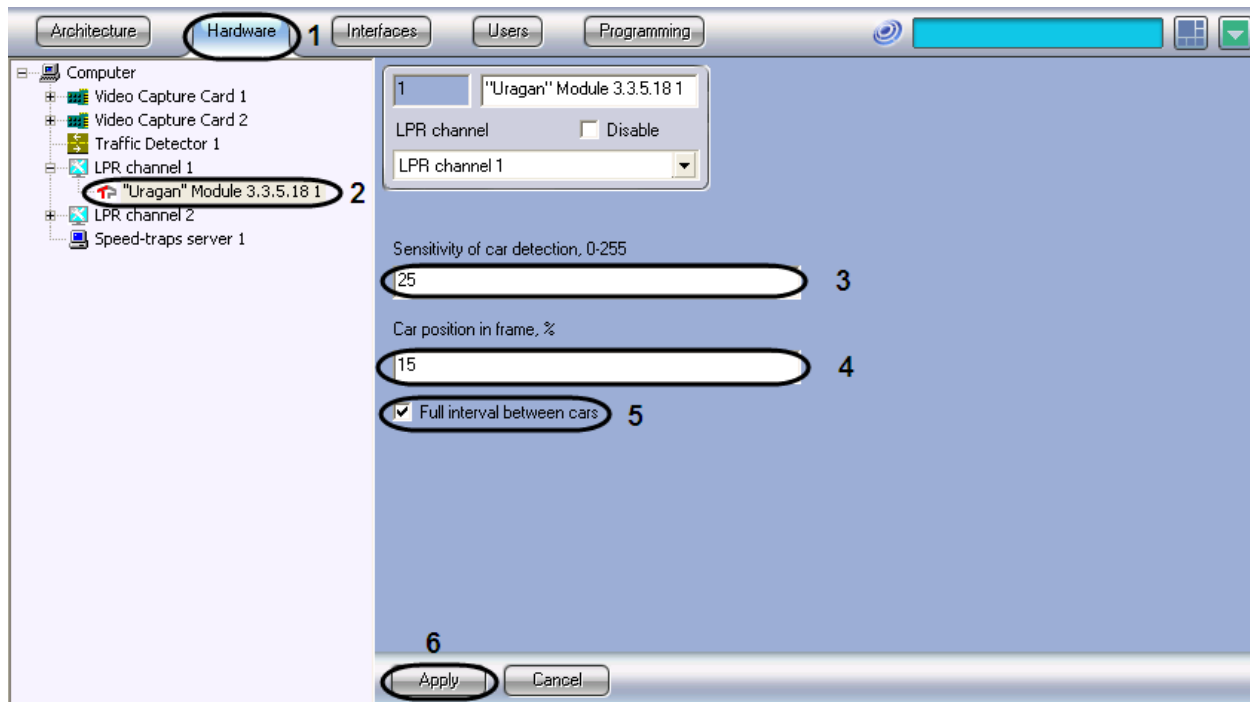 Architecture Hardware 1 Interfaces Users Programming
Computer
Video Capture Card 1
Video Capture Card 2
Traffic Detector 1
LPR channel 1
"Uragan" Module 3.3.5.18 1 2
LPR channel 2
Speed-traps server 1
1 "Uragan" Module 3.3.5.18 1
LPR channel Disable
LPR channel 1
Sensitivity of car detection, 0-255
25 3
Car position in frame, %
15 4
Full interval between cars 5
6
Apply Cancel